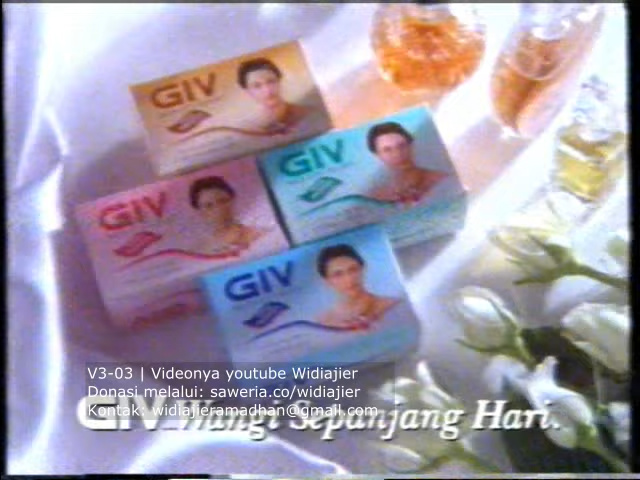 GIV
GIV
GIV
GIV
V3-03 | Videonya youtube Widiajier
Donasi melalui: saweria.co/widiajier
Kontak: widiajieramadhan@gmail.com
GIV Wangi Sepanjang Hari.